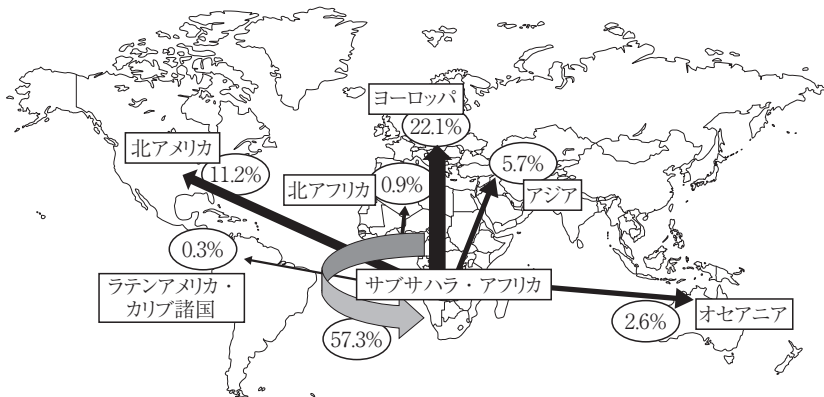 ヨーロッパ
22.1%
北アメリカ
11.2%
北アフリカ
0.9%
5.7%
アジア
0.3%
ラテンアメリカ・
カリブ諸国
サブサハラ・アフリカ
57.3%
2.6%
オセアニア